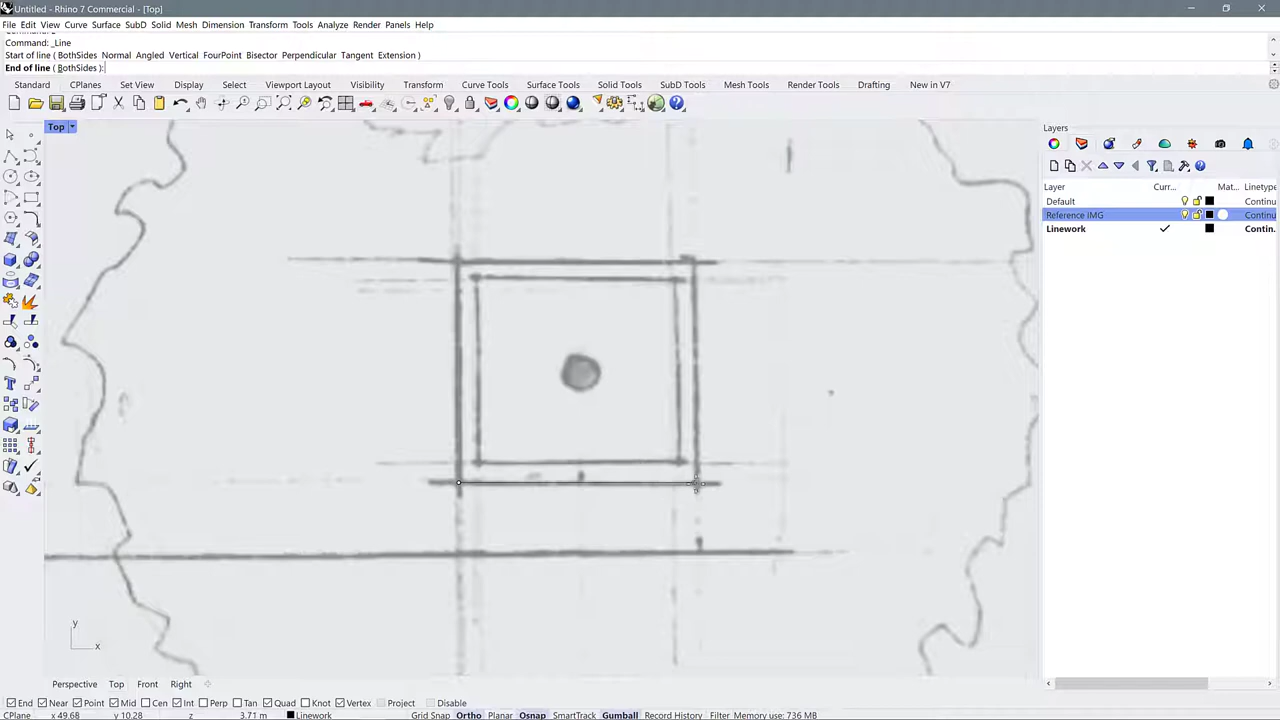 Untitled - Rhino 7 Commercial - [Top]
File Edit View Curve Surface SubD Solid Mesh Dimension Transform Tools Analyze Render Panels Help
Command: _Line
Start of line ( BothSides Normal Angled Vertical FourPoint Bisector Perpendicular Tangent Extension )
End of line ( BothSides ):
Standard CPlanes Set View Display Select Viewport Layout Visibility Transform Curve Tools Surface Tools Solid Tools SubD Tools Mesh Tools Render Tools Drafting New in V7
Top
Layers
Layer Curr... Mat... Linetype
Default Continu
Reference IMG Continu
Linework Contin.
y
x
Perspective Top Front Right
End Near Point Mid Cen Int Perp Tan Quad Knot Vertex Project Disable
CPlane x 49.68 y 10.28 z 3.71 m Linework Grid Snap Ortho Planar Osnap SmartTrack Gumball Record History Filter Memory use: 736 MB